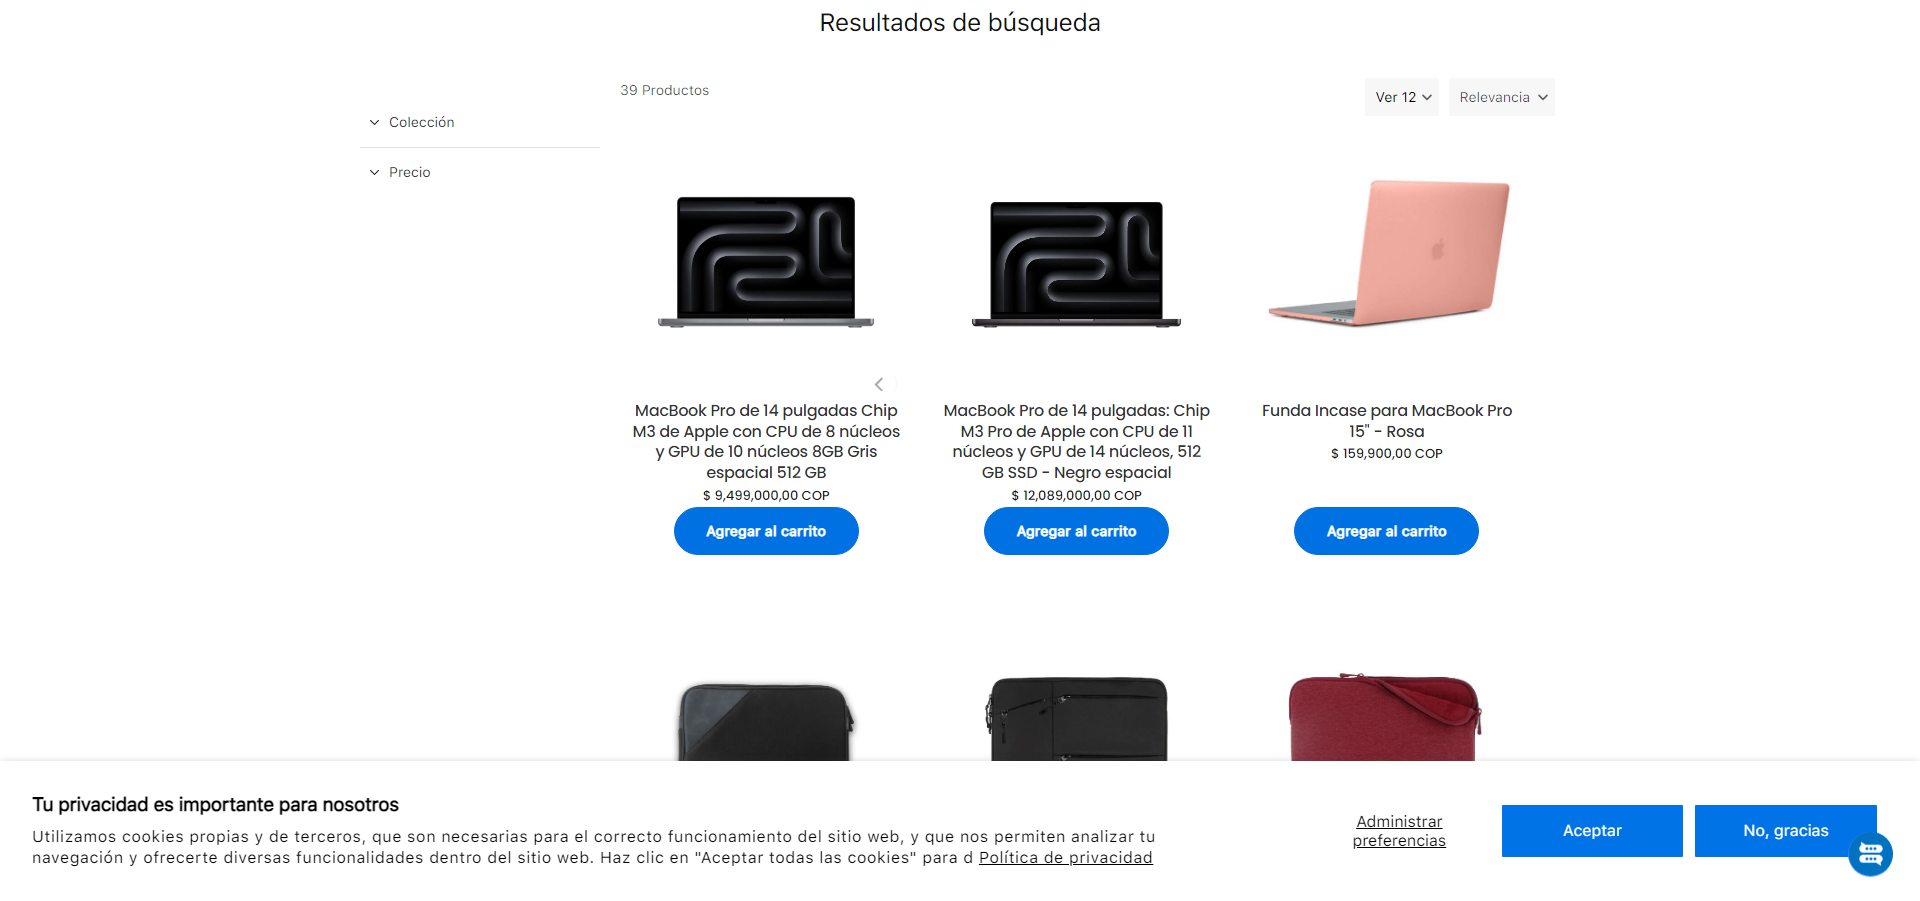 Resultados de búsqueda
39 Productos
Ver 12
Relevancia
Colección
Precio
MacBook Pro de 14 pulgadas Chip
M3 de Apple con CPU de 8 núcleos
y GPU de 10 núcleos 8GB Gris
espacial 512 GB
$ 9,499,000,00 COP
Agregar al carrito
MacBook Pro de 14 pulgadas: Chip
M3 Pro de Apple con CPU de 11
núcleos y GPU de 14 núcleos, 512
GB SSD - Negro espacial
$ 12,089,000,00 COP
Agregar al carrito
Funda Incase para MacBook Pro
15" - Rosa
$ 159,900,00 COP
Agregar al carrito
Tu privacidad es importante para nosotros
Utilizamos cookies propias y de terceros, que son necesarias para el correcto funcionamiento del sitio web, y que nos permiten analizar tu
navegación y ofrecerte diversas funcionalidades dentro del sitio web. Haz clic en "Aceptar todas las cookies" para d Política de privacidad
Administrar
preferencias
Aceptar
No, gracias